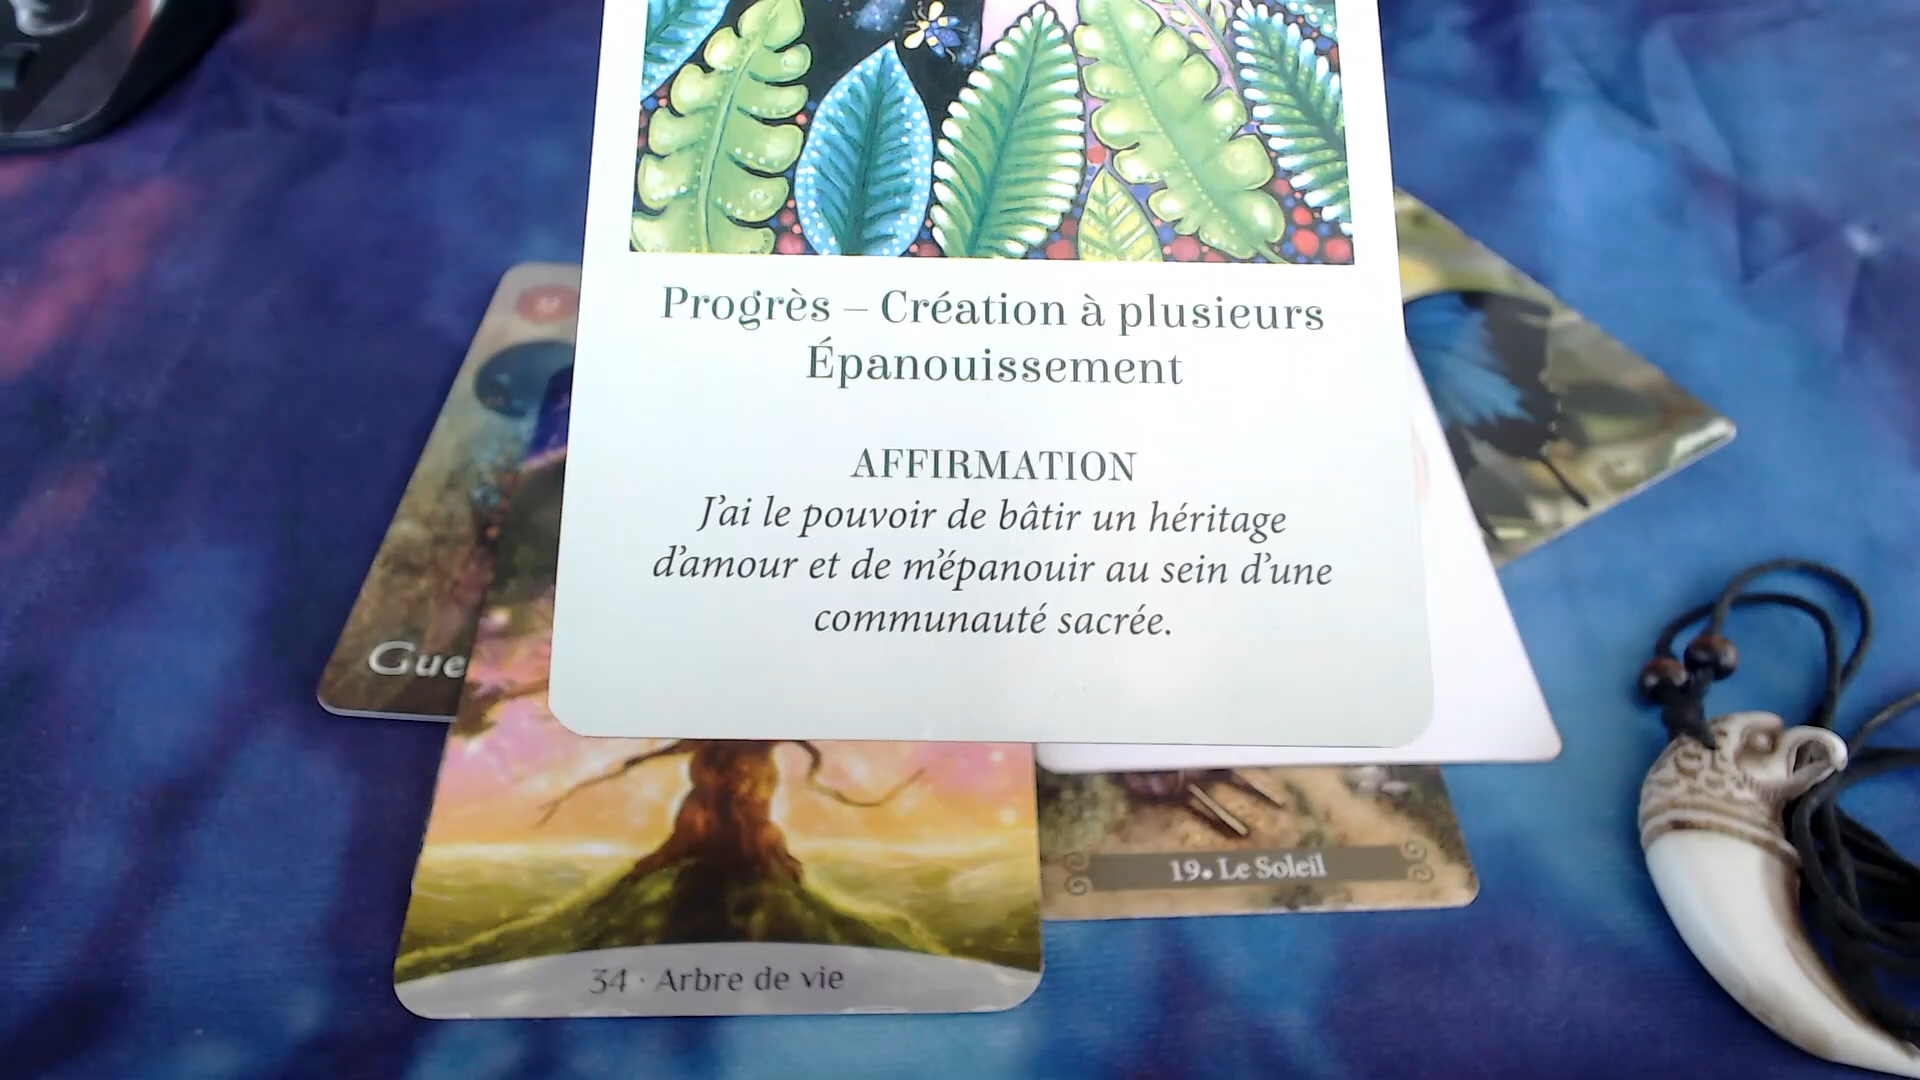 Progrès – Création à plusieurs
Épanouissement
AFFIRMATION
J'ai le pouvoir de bâtir un héritage
d'amour et de m'épanouir au sein d'une
communauté sacrée.
Gue
19. Le Soleil
34 · Arbre de vie